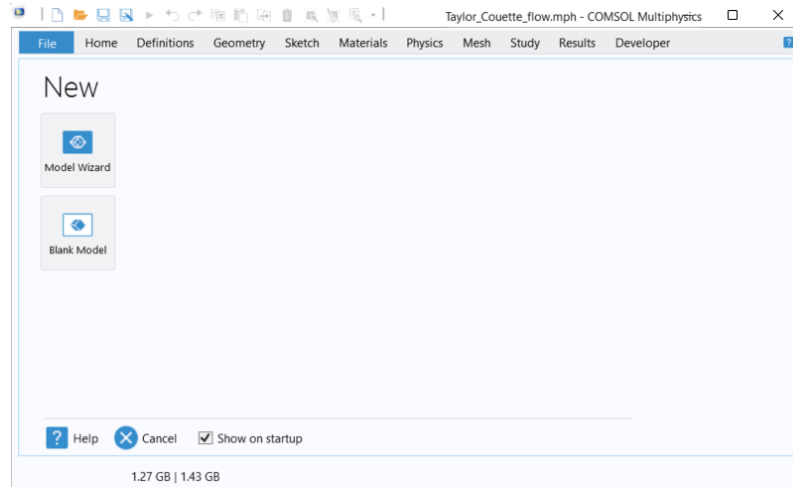 Taylor_Couette_flow.mph - COMSOL Multiphysics
File Home Definitions Geometry Sketch Materials Physics Mesh Study Results Developer ?
New
Model Wizard
Blank Model
? Help Cancel Show on startup
1.27 GB | 1.43 GB